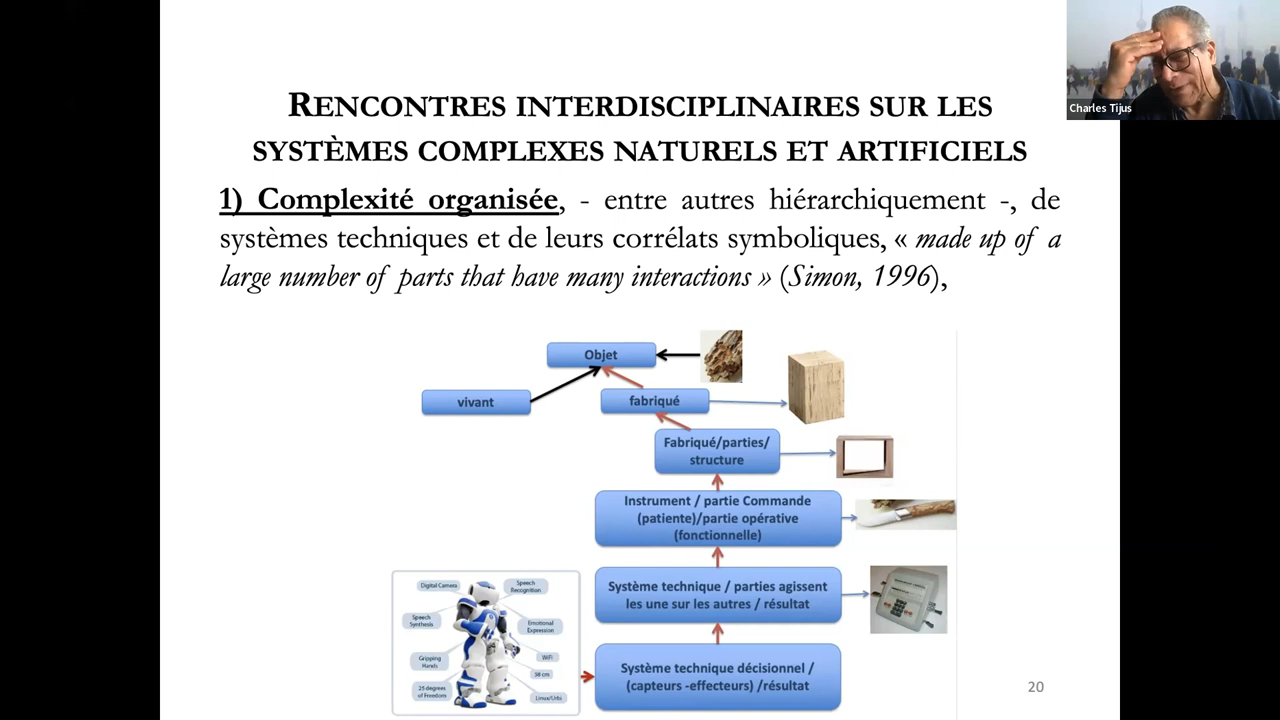 Charles Tijus
RENCONTRES INTERDISCIPLINAIRES SUR LES
SYSTÈMES COMPLEXES NATURELS ET ARTIFICIELS
1) Complexité organisée, - entre autres hiérarchiquement -, de
systèmes techniques et de leurs corrélats symboliques, « made up of a
large number of parts that have many interactions » (Simon, 1996),
Objet
vivant
fabriqué
Fabriqué/parties/
structure
Instrument / partie Commande
(patiente)/partie opérative
(fonctionnelle)
Système technique / parties agissent
les une sur les autres / résultat
Système technique décisionnel /
(capteurs -effecteurs) /résultat
Digital Camera
Speech
Recognition
Speech
Synthesis
Emotional
Expression
Gripping
Hands
WiFi
58 cm
25 degrees
of Freedom
Linux/Urbi
20